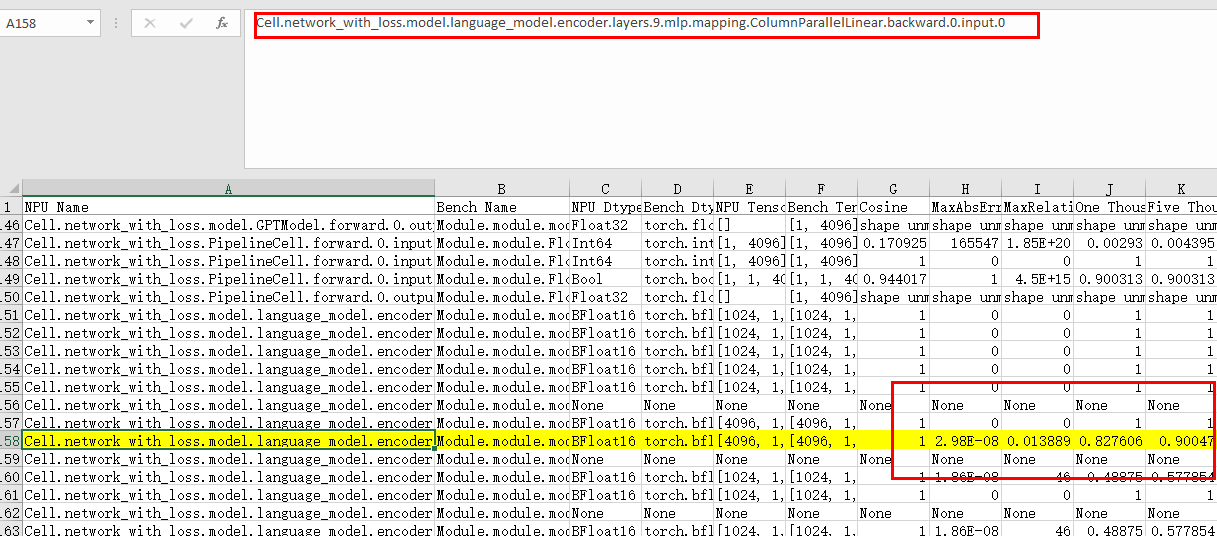 A158
fx
Cell.network_with_loss.model.language_model.encoder.layers.9.mlp.mapping.ColumnParallelLinear.backward.0.input.0
A B C D E F G H I J K
1 NPU Name Bench Name NPU Dtype Bench Dty NPU Tenso Bench Ten Cosine MaxAbsErr MaxRelati One Thous Five Thou
46 Cell.network_with_loss.model.GPTModel.forward.0.out Module.module.mod Float32 torch.flo [] [1, 4096] shape unm shape unm shape unm shape unm shape unm
47 Cell.network_with_loss.PipelineCell.forward.0.input Module.module.Flo Int64 torch.int [1, 4096] [1, 4096] 0.170925 165547 1.85E+20 0.00293 0.004395
48 Cell.network_with_loss.PipelineCell.forward.0.input Module.module.Flo Int64 torch.int [1, 4096] [1, 4096] 1 0 0 1 1
49 Cell.network_with_loss.PipelineCell.forward.0.input Module.module.Flo Bool torch.boo [1, 1, 40 [1, 1, 40 0.944017 1 4.5E+15 0.900313 0.900313
50 Cell.network_with_loss.PipelineCell.forward.0.outpu Module.module.Flo Float32 torch.flo [] [1, 4096] shape unm shape unm shape unm shape unm shape unm
51 Cell.network_with_loss.model.language_model.encoder Module.module.mod BFloat16 torch.bfl [1024, 1, [1024, 1, 1 0 0 1 1
52 Cell.network_with_loss.model.language_model.encoder Module.module.mod BFloat16 torch.bfl [1024, 1, [1024, 1, 1 0 0 1 1
53 Cell.network_with_loss.model.language_model.encoder Module.module.mod BFloat16 torch.bfl [1024, 1, [1024, 1, 1 0 0 1 1
54 Cell.network_with_loss.model.language_model.encoder Module.module.mod BFloat16 torch.bfl [1024, 1, [1024, 1, 1 0 0 1 1
55 Cell.network_with_loss.model.language_model.encoder Module.module.mod BFloat16 torch.bfl [1024, 1, [1024, 1, 1 0 0 1 1
56 Cell.network_with_loss.model.language_model.encoder Module.module.mod None None None None None None None None None
57 Cell.network_with_loss.model.language_model.encoder Module.module.mod BFloat16 torch.bfl [4096, 1, [4096, 1, 1 0 0 1 1
58 Cell.network_with_loss.model.language_model.encoder Module.module.mod BFloat16 torch.bfl [4096, 1, [4096, 1, 1 2.98E-08 0.013889 0.827606 0.90047
59 Cell.network_with_loss.model.language_model.encoder Module.module.mod None None None None None None None None None
60 Cell.network_with_loss.model.language_model.encoder Module.module.mod BFloat16 torch.bfl [1024, 1, [1024, 1, 1 1.86E-08 46 0.48875 0.577854
61 Cell.network_with_loss.model.language_model.encoder Module.module.mod BFloat16 torch.bfl [1024, 1, [1024, 1, 1 0 0 1 1
62 Cell.network_with_loss.model.language_model.encoder Module.module.mod None None None None None None None None None
63 Cell.network_with_loss.model.language_model.encoder Module.module.mod BFloat16 torch.bfl [1024, 1, [1024, 1, 1 1.86E-08 46 0.48875 0.577854